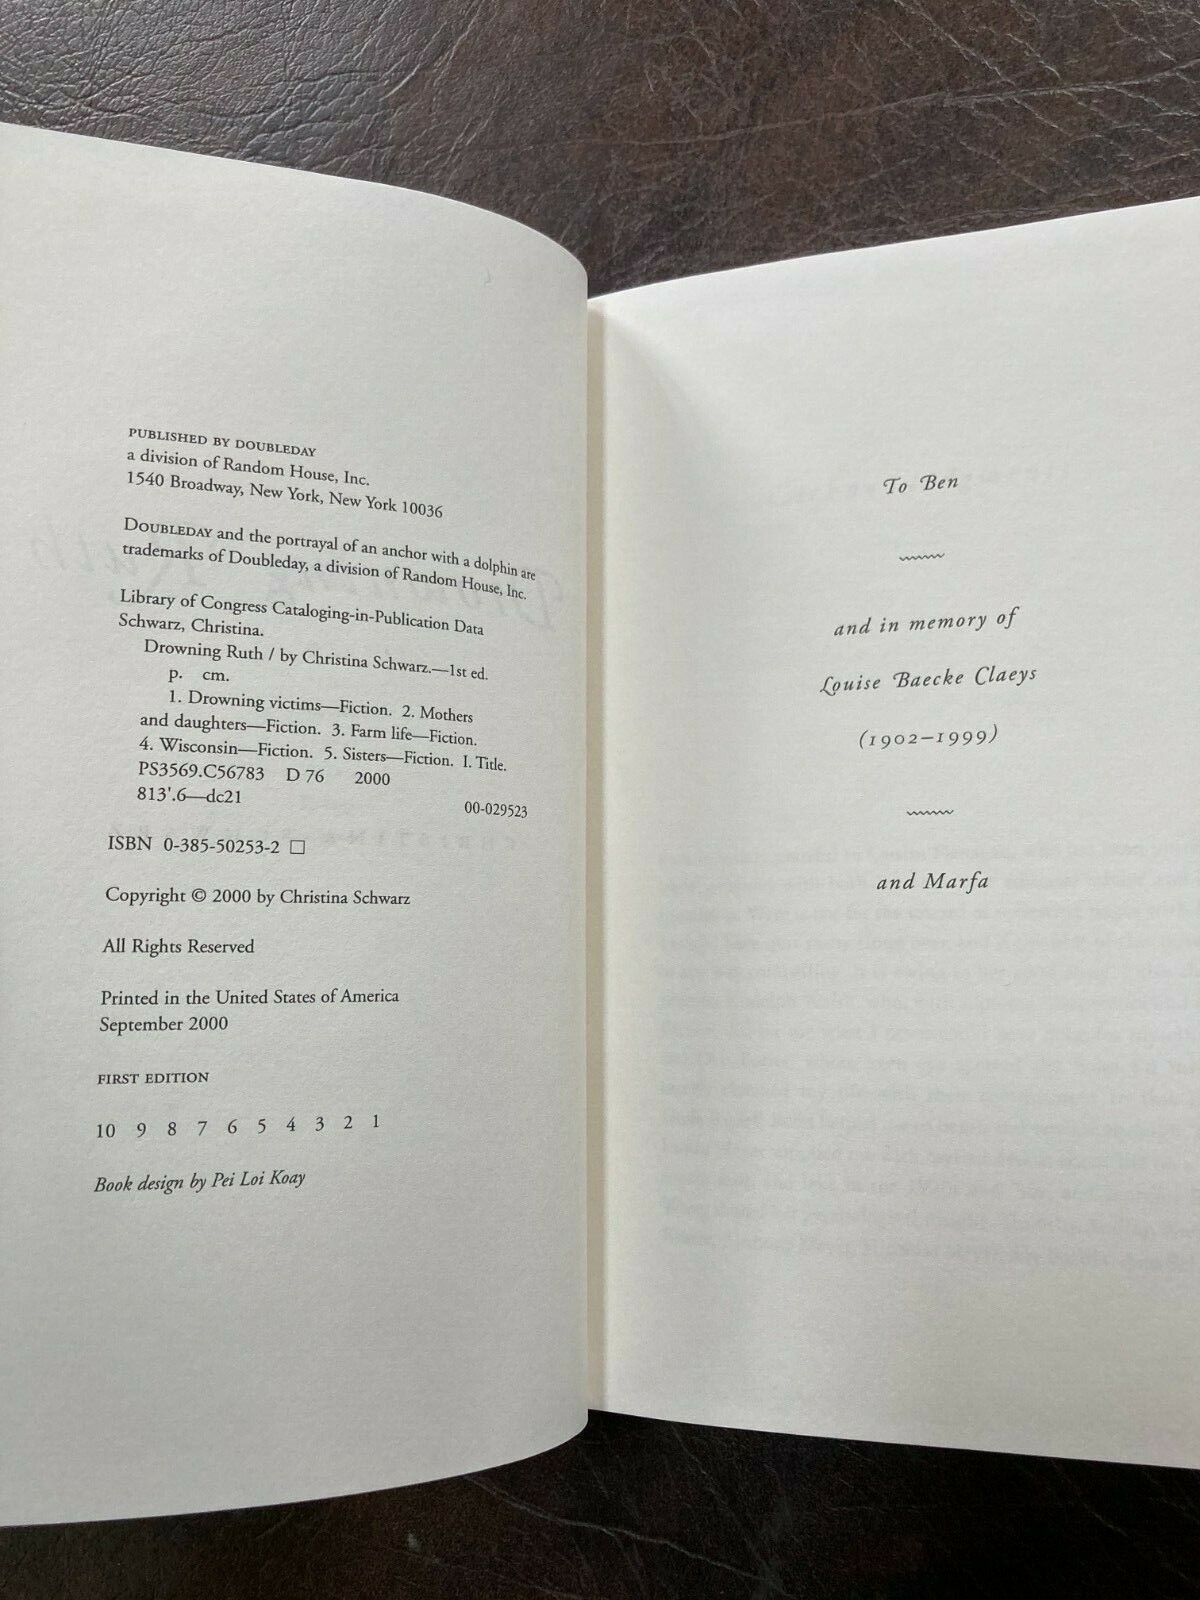 PUBLISHED BY DOUBLEDAY
a division of Random House, Inc.
1540 Broadway, New York, New York 10036
DOUBLEDAY and the portrayal of an anchor with a dolphin are
trademarks of Doubleday, a division of Random House, Inc.
Library of Congress Cataloging-in-Publication Data
Schwarz, Christina.
Drowning Ruth / by Christina Schwarz.—1st ed.
p. cm.
1. Drowning victims—Fiction. 2. Mothers
and daughters—Fiction. 3. Farm life—Fiction.
4. Wisconsin—Fiction. 5. Sisters—Fiction. I. Title.
PS3569.C56783 D 76 2000
813'.6—dc21
00-029523
ISBN 0-385-50253-2 □
Copyright © 2000 by Christina Schwarz
All Rights Reserved
Printed in the United States of America
September 2000
FIRST EDITION
10 9 8 7 6 5 4 3 2 1
Book design by Pei Loi Koay
To Ben
and in memory of
Louise Baecke Claeys
(1902–1999)
and Marfa